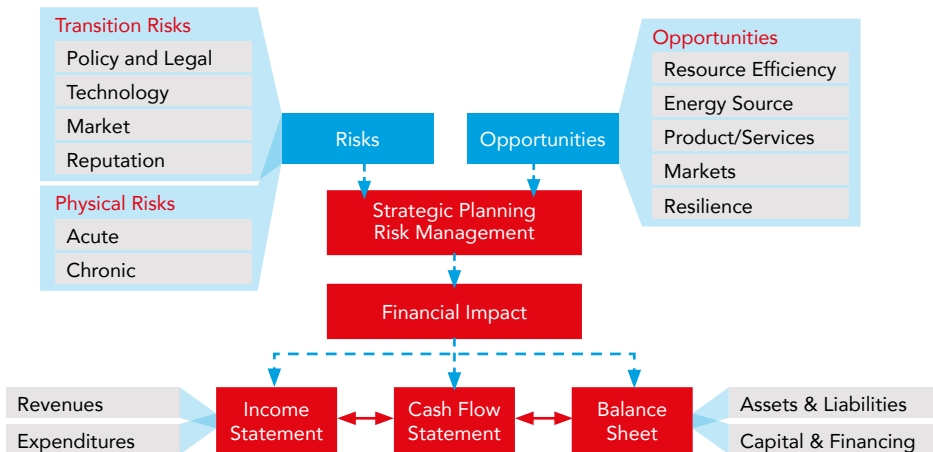 Transition Risks
Policy and Legal
Technology
Market
Reputation
Physical Risks
Acute
Chronic
Risks
Opportunities
Opportunities
Resource Efficiency
Energy Source
Product/Services
Markets
Resilience
Strategic Planning
Risk Management
Financial Impact
Revenues
Expenditures
Income
Statement
Cash Flow
Statement
Balance
Sheet
Assets & Liabilities
Capital & Financing